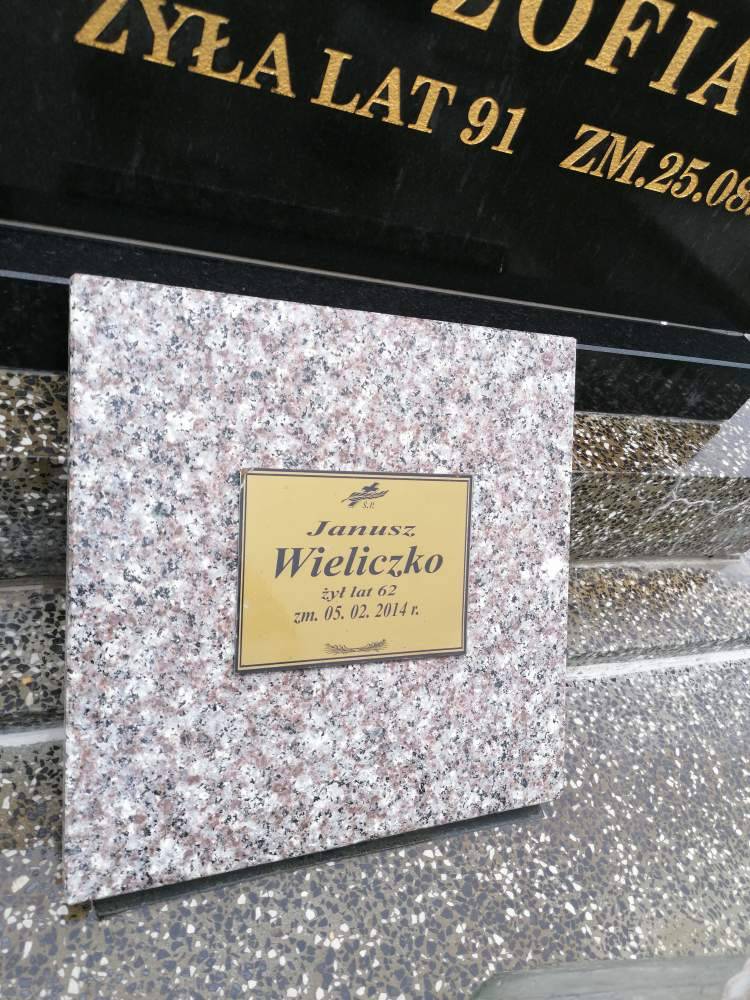 ZOFIA
ŻYŁA LAT 91 ZM.25.08.
Ś.P.
Janusz
Wieliczko
żył lat 62
zm. 05. 02. 2014 r.